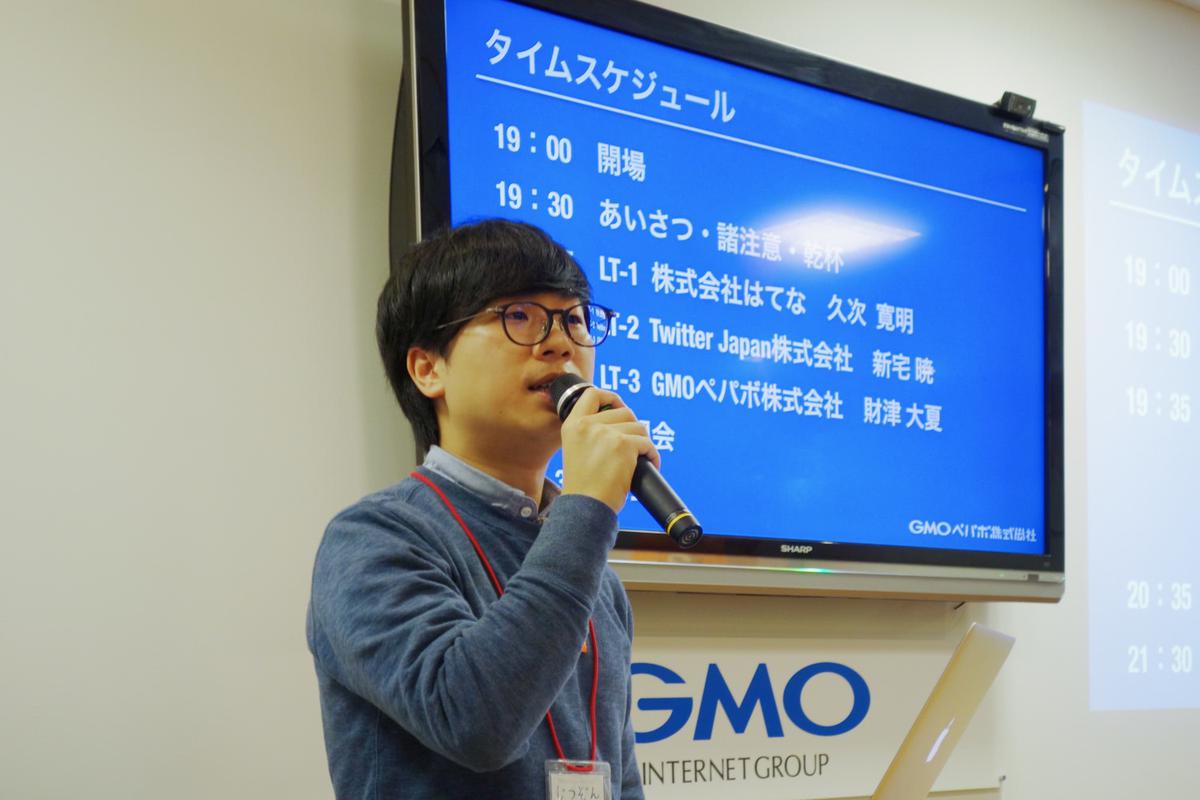 タイムスケジュール
19：00 開場
19：30 あいさつ・諸注意・乾杯
LT-1 株式会社はてな 久次 寛明
LT-2 Twitter Japan株式会社 新宅 暁
LT-3 GMOペパボ株式会社 財津 大夏
会
GMOペパボ株式会社
SHARP
GMO
INTERNET GROUP
タイム
19：00
19：30
19：35
20：35
21：30